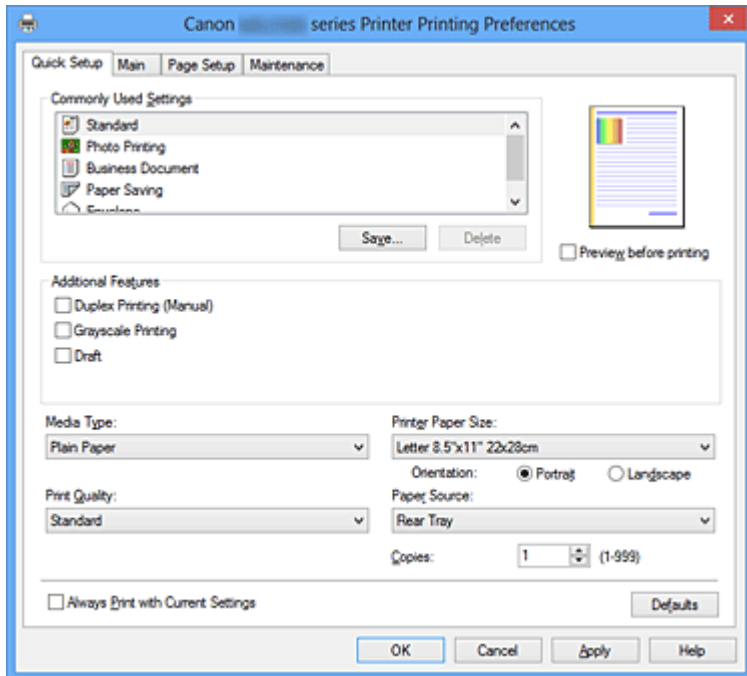 Canon series Printer Printing Preferences
Quick Setup Main Page Setup Maintenance
Commonly Used Settings
Standard
Photo Printing
Business Document
Paper Saving
Envelope
Save... Delete
Preview before printing
Additional Features
Duplex Printing (Manual)
Grayscale Printing
Draft
Media Type:
Plain Paper
Printer Paper Size:
Letter 8.5"x11" 22x28cm
Orientation: Portrait Landscape
Print Quality:
Standard
Paper Source:
Rear Tray
Copies: 1 (1-999)
Always Print with Current Settings
Defaults
OK Cancel Apply Help